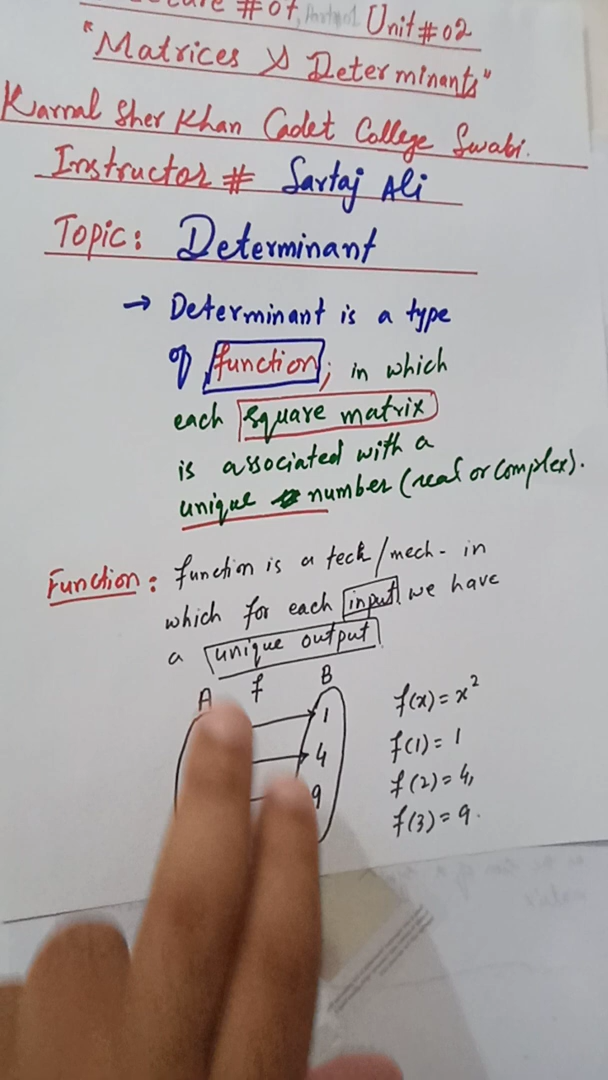 #07, Unit # 02
"Matrices & Determinants"
Karnal Sher Khan Cadet College Swabi.
Instructor # Sartaj Ali
Topic: Determinant
→ Determinant is a type
of function, in which
each square matrix
is associated with a
unique number (real or complex).
Function: function is a teck/mech- in
which for each input we have
a unique output
A f B
1
4
9
f(x) = x²
f(1) = 1
f(2) = 4,
f(3) = 9.